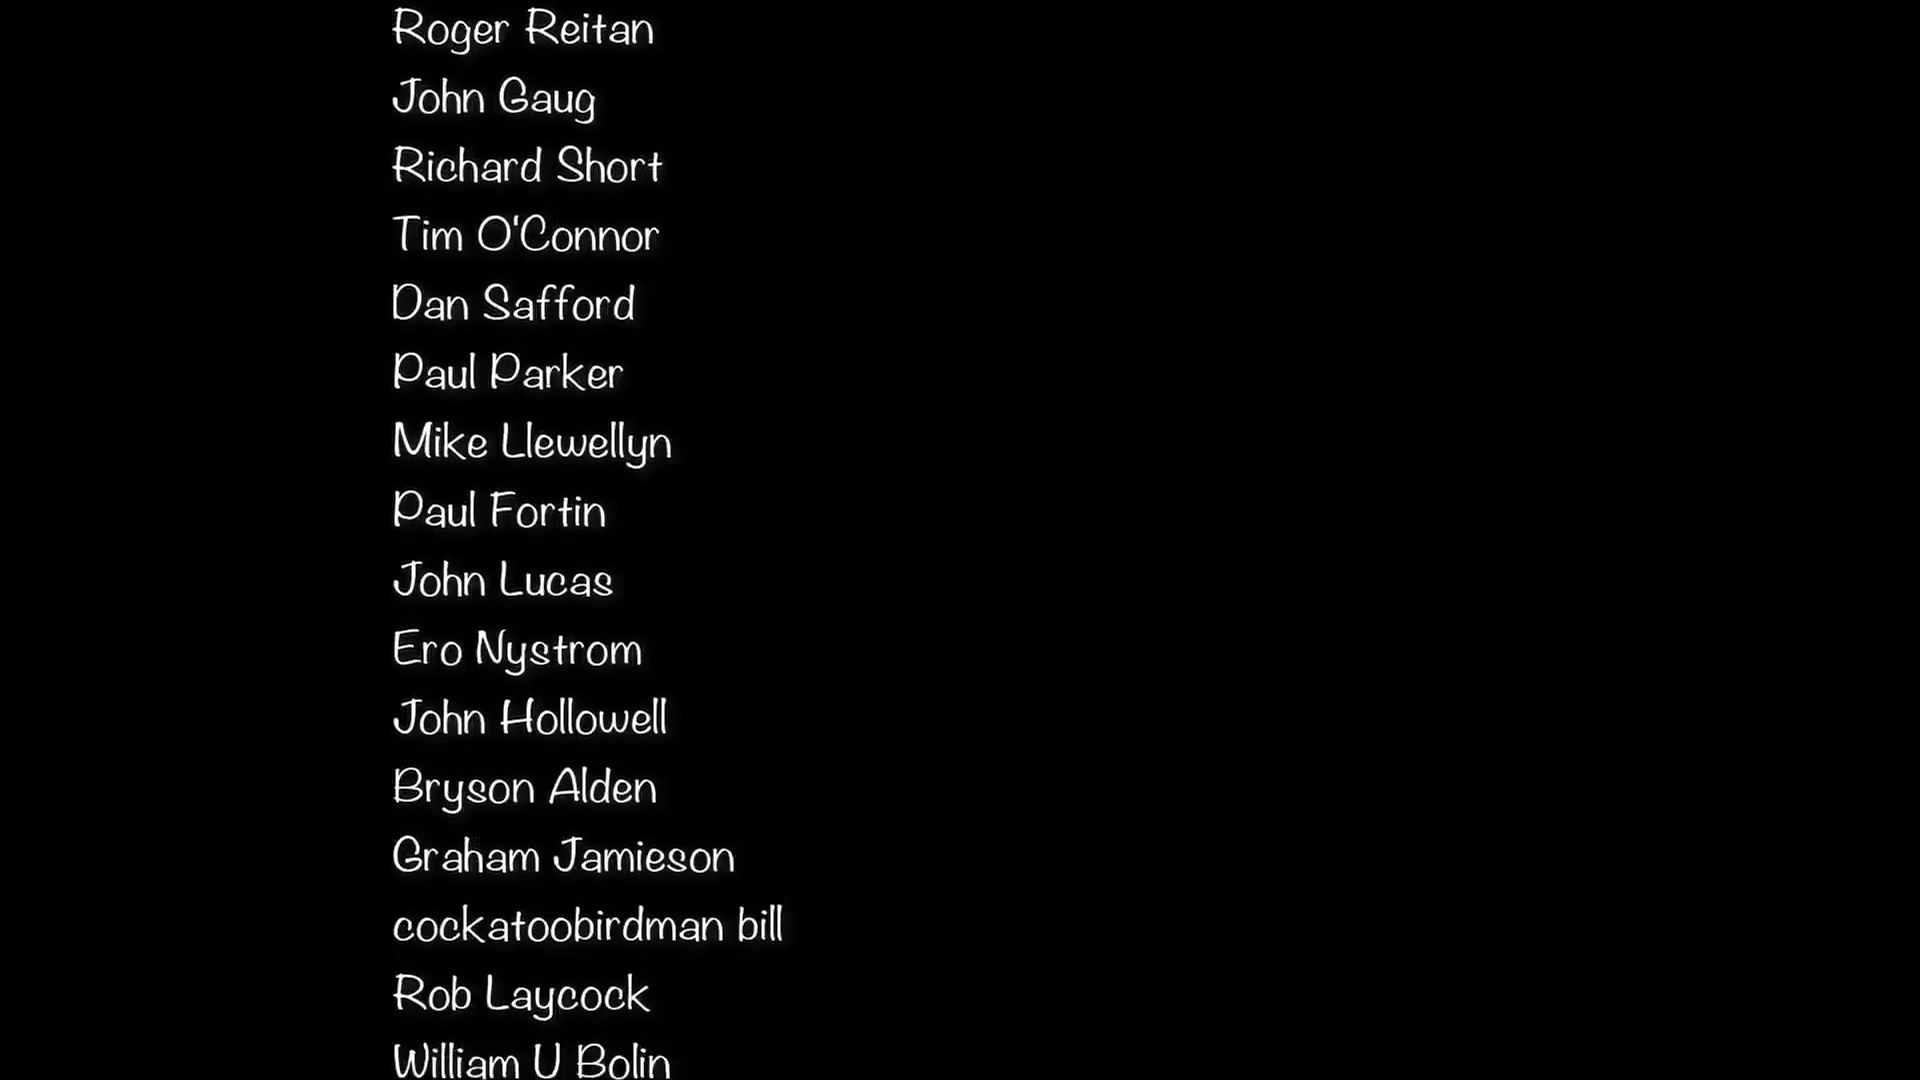 Roger Reitan
John Gaug
Richard Short
Tim O'Connor
Dan Safford
Paul Parker
Mike Llewellyn
Paul Fortin
John Lucas
Ero Nystrom
John Hollowell
Bryson Alden
Graham Jamieson
cockatoobirdman bill
Rob Laycock
William U Bolin